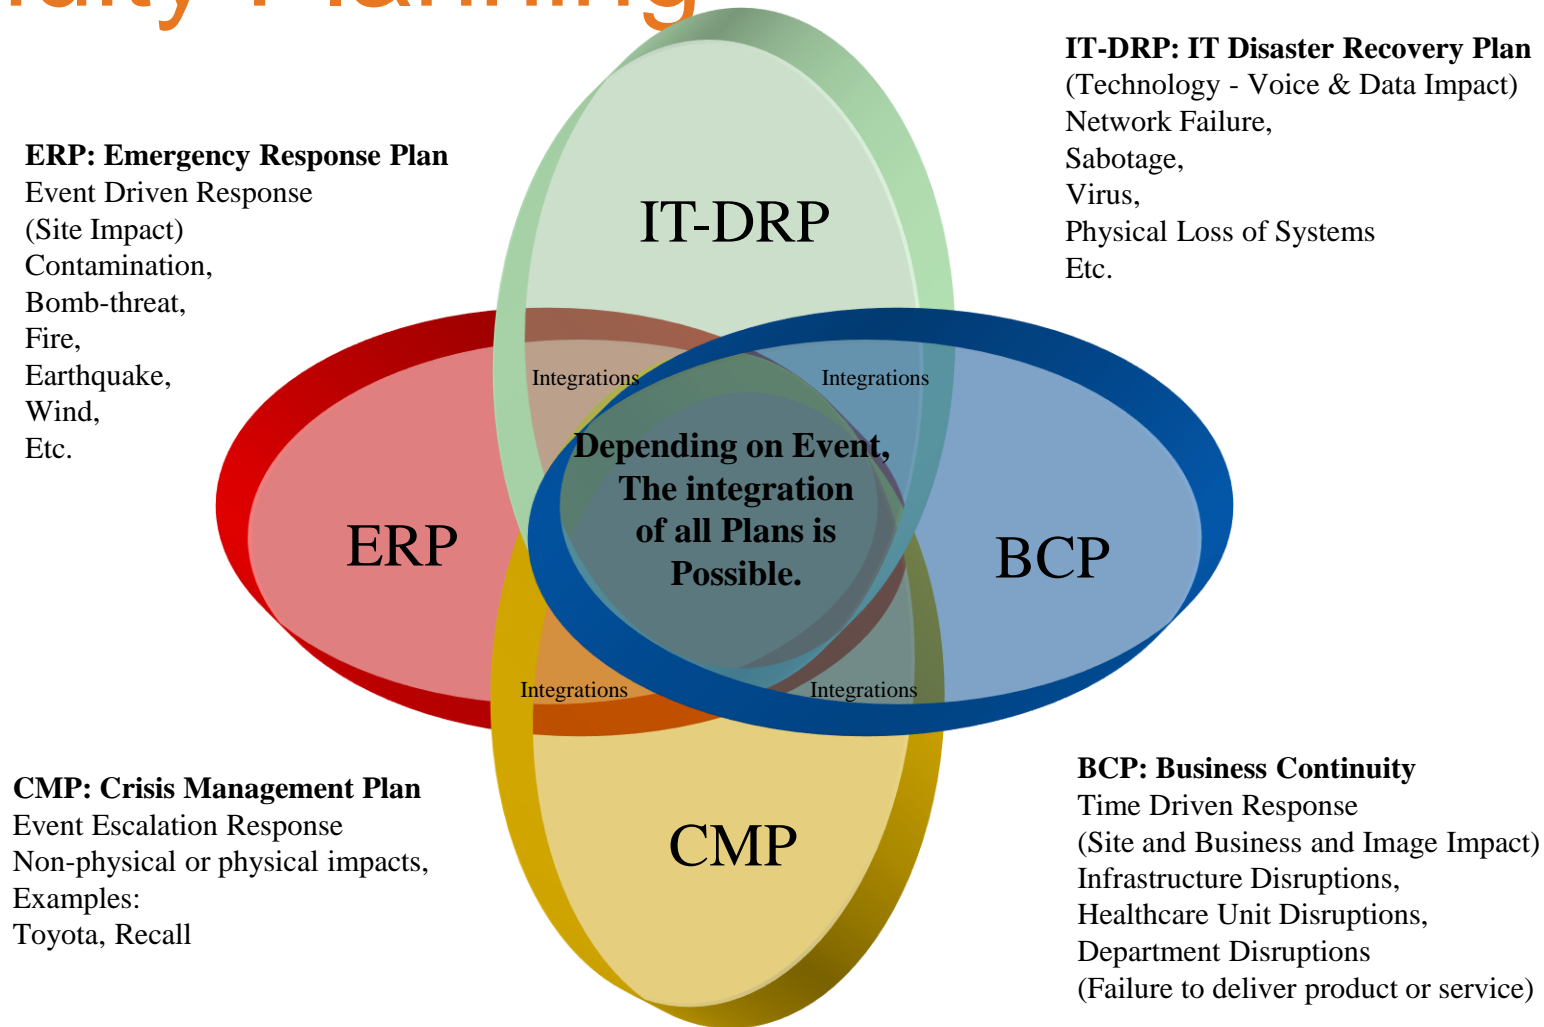 Planning
IT-DRP: IT Disaster Recovery Plan
(Technology - Voice & Data Impact)
Network Failure,
Sabotage,
Virus,
Physical Loss of Systems
Etc.
ERP: Emergency Response Plan
Event Driven Response
(Site Impact)
Contamination,
Bomb-threat,
Fire,
Earthquake,
Wind,
Etc.
IT-DRP
Integrations
Integrations
Depending on Event,
The integration
of all Plans is
Possible.
ERP
BCP
Integrations
Integrations
CMP
CMP: Crisis Management Plan
Event Escalation Response
Non-physical or physical impacts,
Examples:
Toyota, Recall
BCP: Business Continuity
Time Driven Response
(Site and Business and Image Impact)
Infrastructure Disruptions,
Healthcare Unit Disruptions,
Department Disruptions
(Failure to deliver product or service)